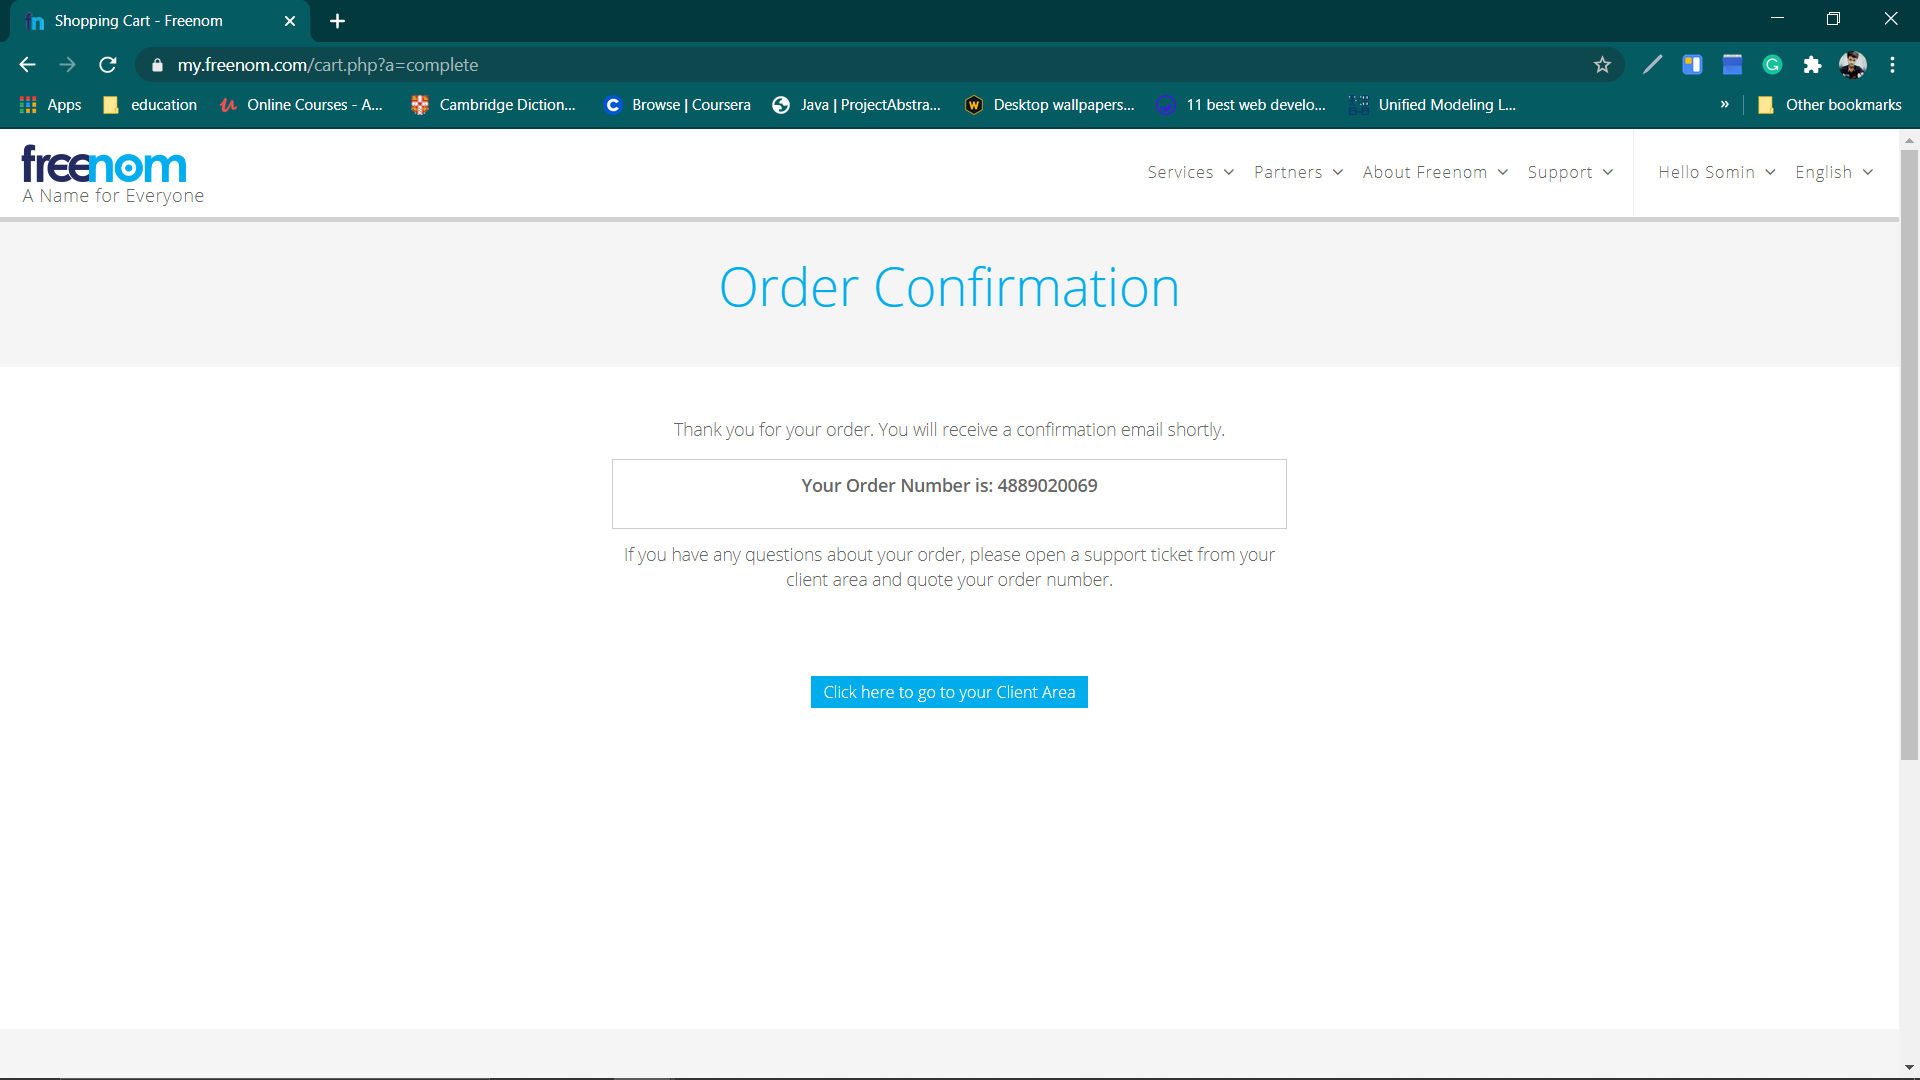 Shopping Cart - Freenom
my.freenom.com/cart.php?a=complete
Apps education Online Courses - A... Cambridge Diction... Browse | Coursera Java | ProjectAbstra... Desktop wallpapers... 11 best web develo... Unified Modeling L... » Other bookmarks
freenom
A Name for Everyone
Services Partners About Freenom Support Hello Somin English
Order Confirmation
Thank you for your order. You will receive a confirmation email shortly.
Your Order Number is: 4889020069
If you have any questions about your order, please open a support ticket from your
client area and quote your order number.
Click here to go to your Client Area